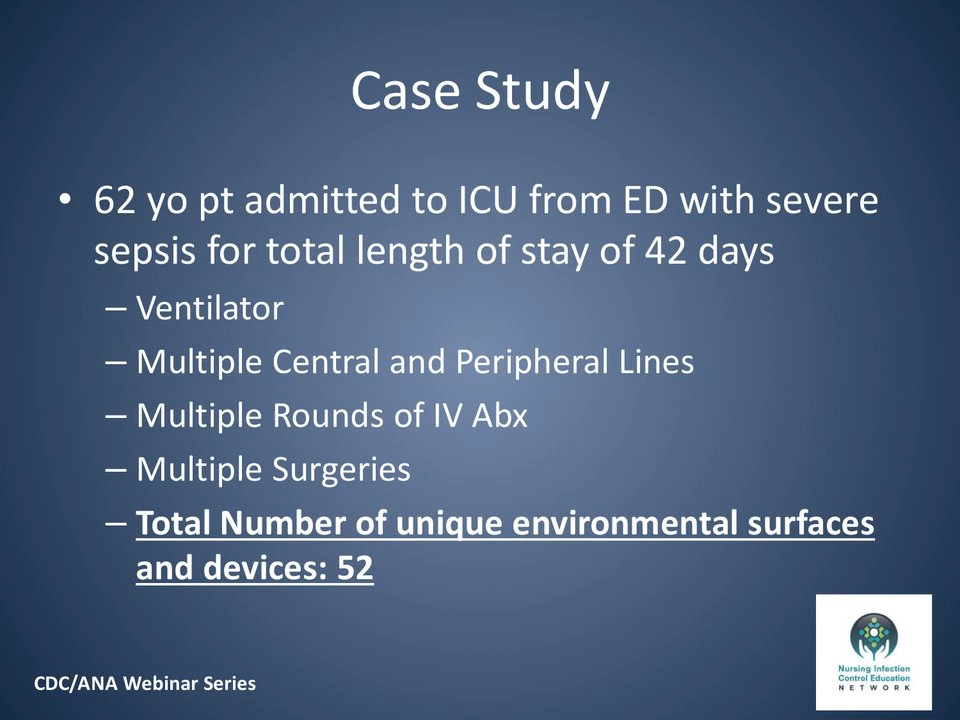 Case Study
• 62 yo pt admitted to ICU from ED with severe
sepsis for total length of stay of 42 days
– Ventilator
– Multiple Central and Peripheral Lines
– Multiple Rounds of IV Abx
– Multiple Surgeries
– Total Number of unique environmental surfaces
and devices: 52
Nursing Infection
Control Education
NETWORK
CDC/ANA Webinar Series